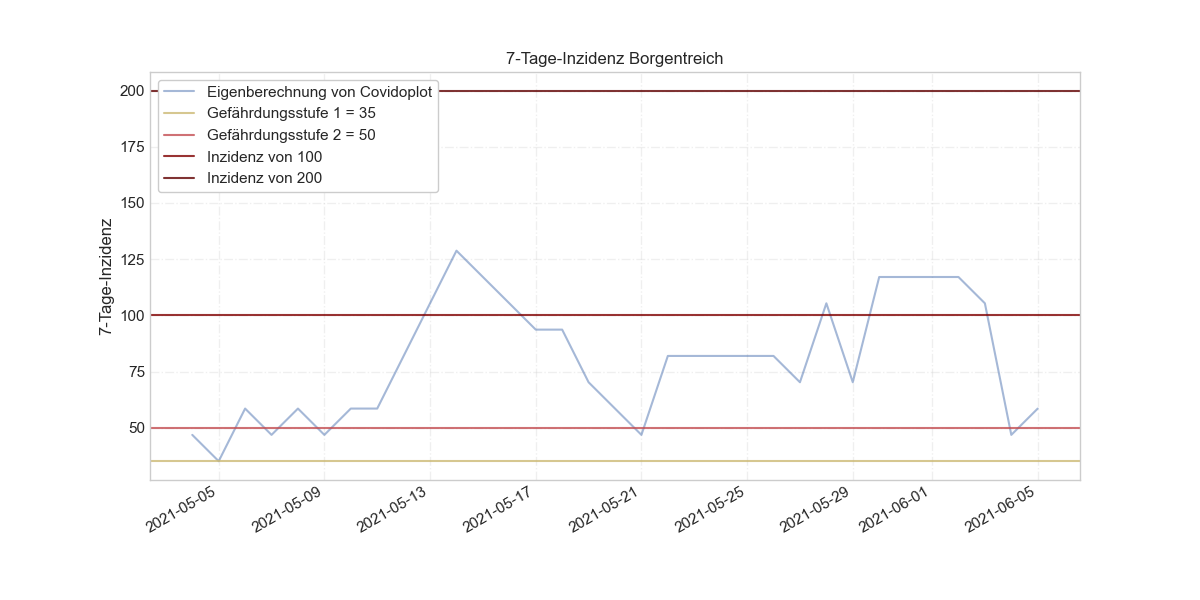 7-Tage-Inzidenz Borgentreich
Eigenberechnung von Covidoplot
Gefährdungsstufe 1 = 35
Gefährdungsstufe 2 = 50
Inzidenz von 100
Inzidenz von 200
7-Tage-Inzidenz
200
175
150
125
100
75
50
2021-05-05
2021-05-09
2021-05-13
2021-05-17
2021-05-21
2021-05-25
2021-05-29
2021-06-01
2021-06-05